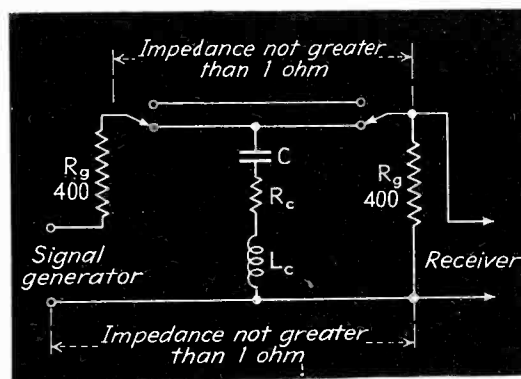 Impedance not greater
than 1 ohm
C
Rg
400
Rc
Rg
400
Lc
Signal
generator
Receiver
Impedance not greater
than 1 ohm